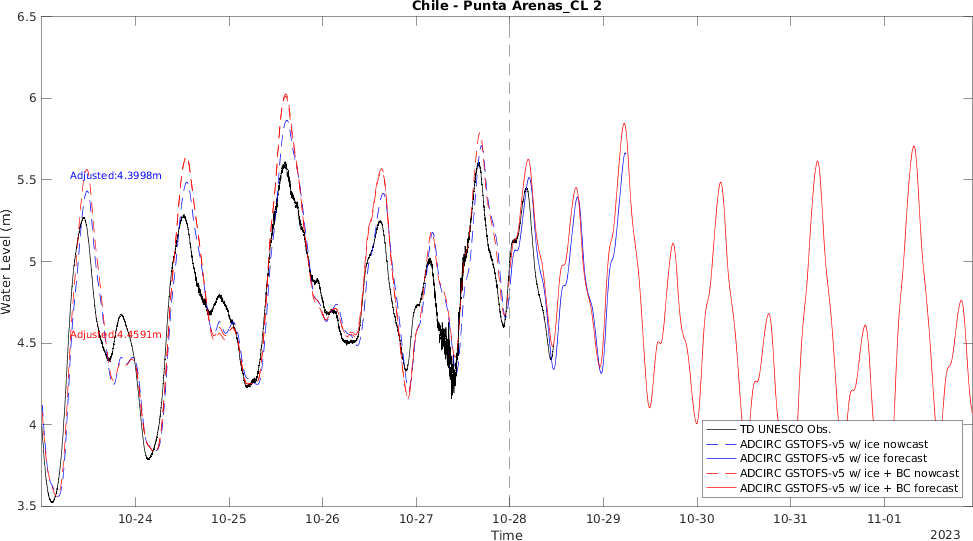 Chile - Punta Arenas_CL 2
6.5
6
5.5
5
4.5
4
3.5
Water Level (m)
Adjusted:4.3998m
Adjusted:4.4591m
TD UNESCO Obs.
ADCIRC GSTOFS-v5 w/ ice nowcast
ADCIRC GSTOFS-v5 w/ ice forecast
ADCIRC GSTOFS-v5 w/ ice + BC nowcast
ADCIRC GSTOFS-v5 w/ ice + BC forecast
10-24 10-25 10-26 10-27 10-28 10-29 10-30 10-31 11-01
Time
2023